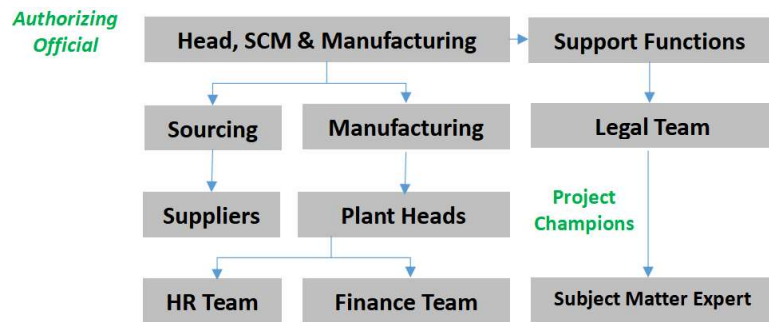 Authorizing
Official
Head, SCM & Manufacturing
Support Functions
Sourcing
Manufacturing
Legal Team
Suppliers
Plant Heads
Project
Champions
HR Team
Finance Team
Subject Matter Expert